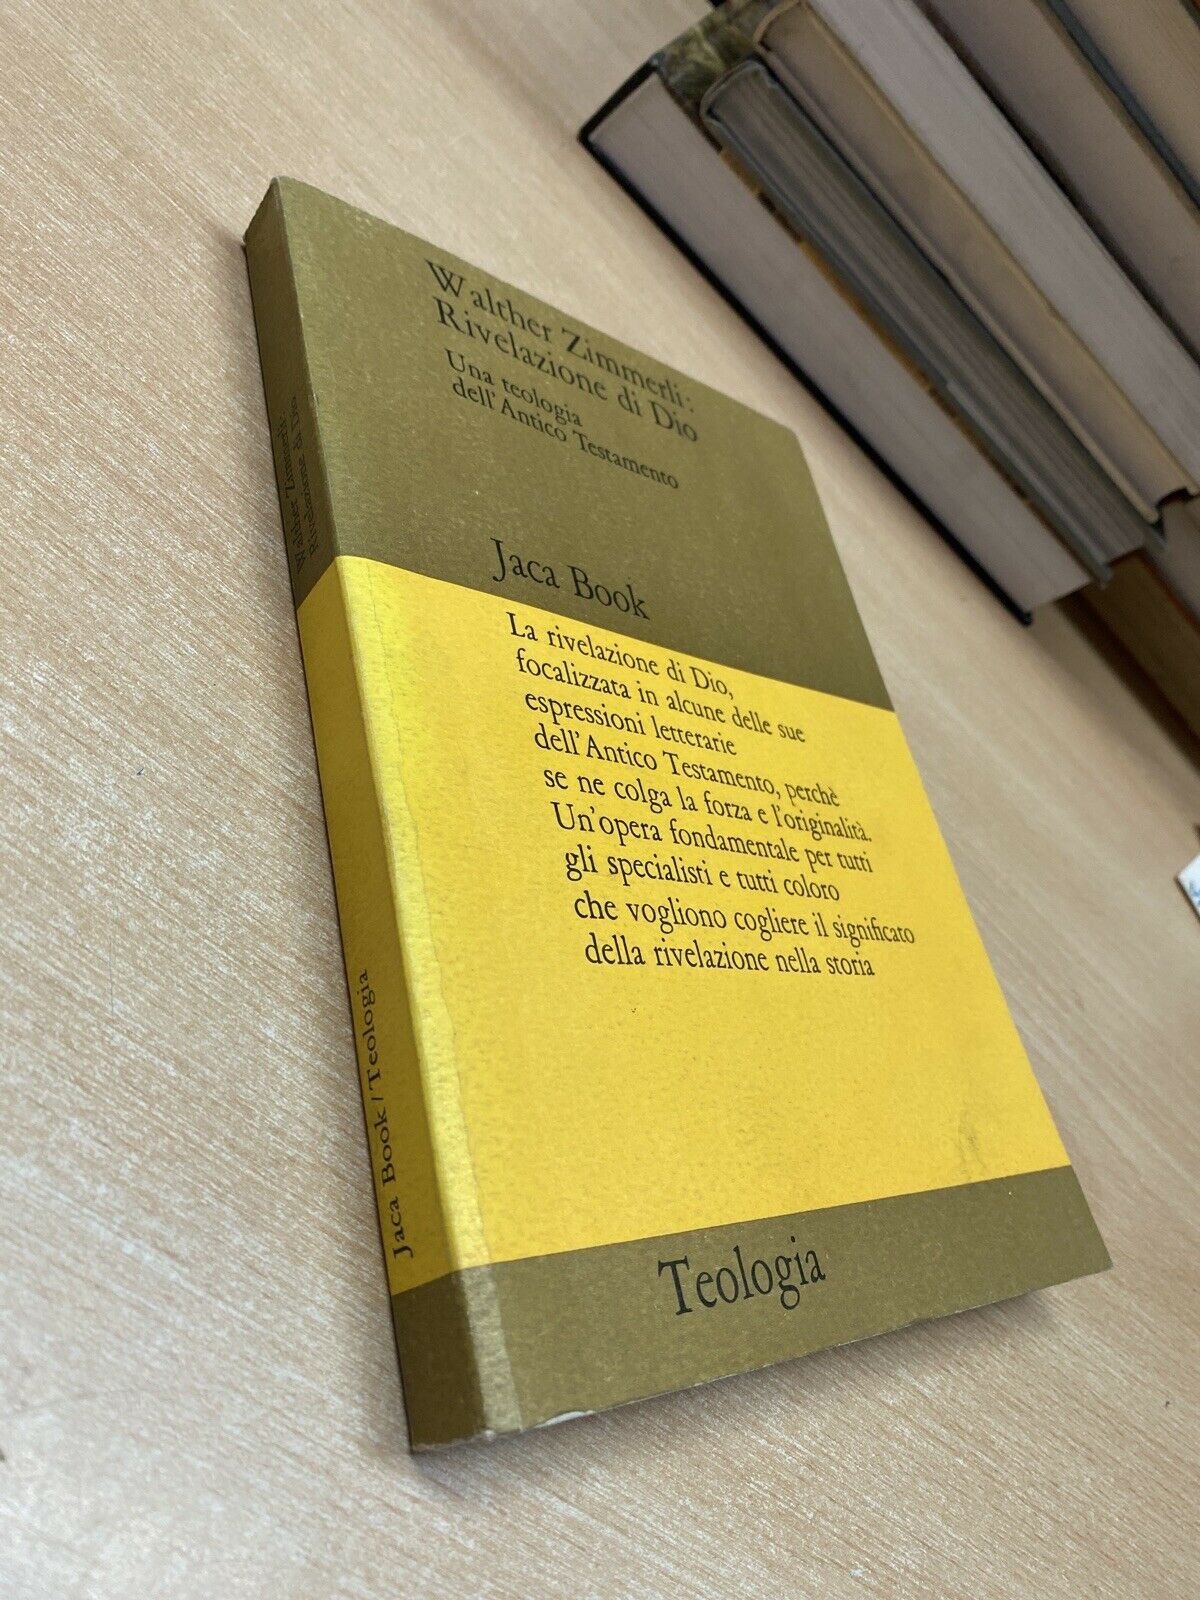 Walther Zimmerli:
Rivelazione di Dio
Una teologia
dell'Antico Testamento
Jaca Book
La rivelazione di Dio,
focalizzata in alcune delle sue
espressioni letterarie
dell'Antico Testamento, perchè
se ne colga la forza e l'originalità.
Un'opera fondamentale per tutti
gli specialisti e tutti coloro
che vogliono cogliere il significato
della rivelazione nella storia
Teologia
Walther Zimmerli:
Rivelazione di Dio
Jaca Book/Teologia